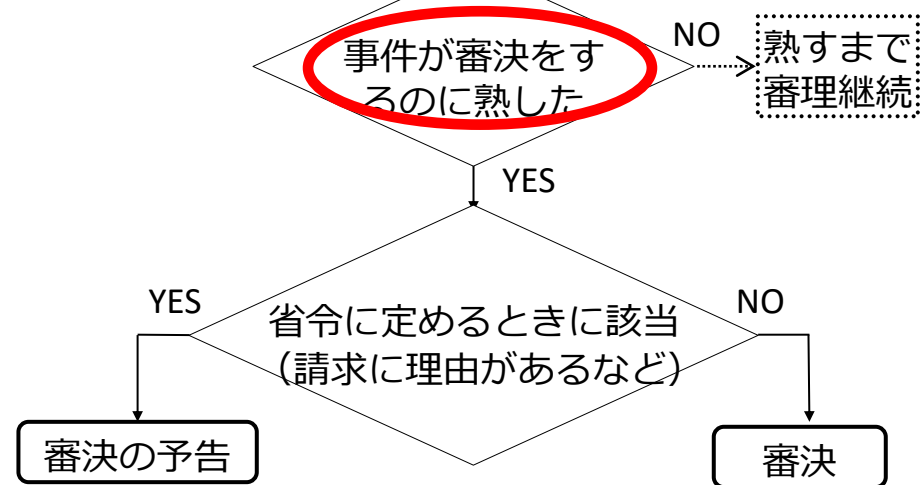 事件が審決をす
るのに熟した
NO
熟すまで
審理継続
YES
YES
NO
省令に定めるときに該当
（請求に理由があるなど）
審決の予告
審決